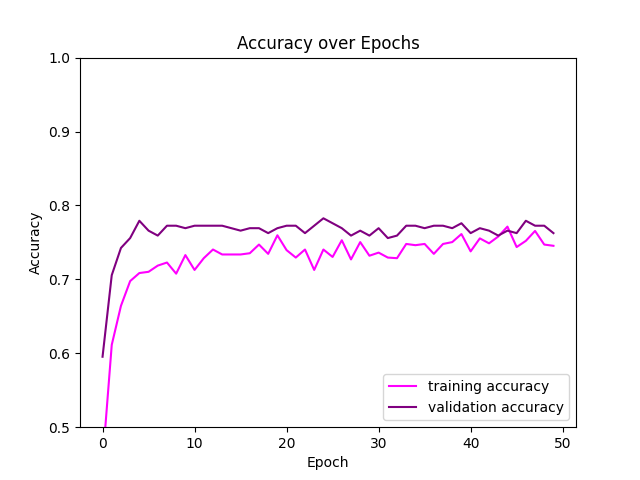 Accuracy over Epochs
1.0
0.9
0.8
0.7
0.6
0.5
Accuracy
training accuracy
validation accuracy
0 10 20 30 40 50
Epoch